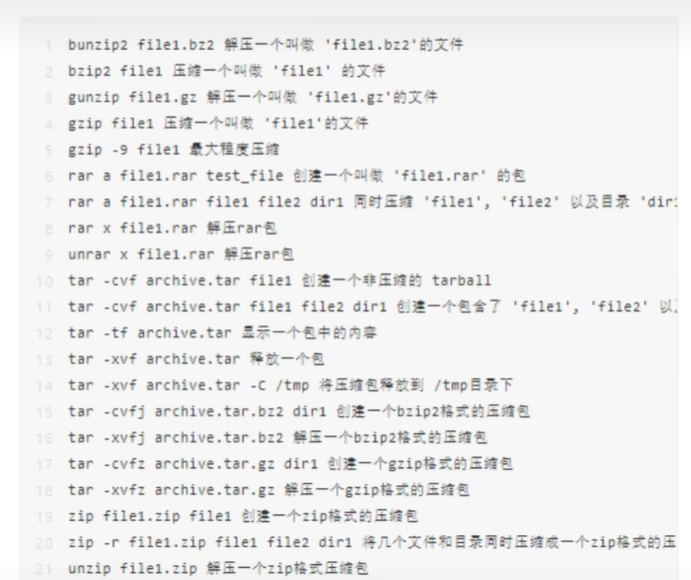 1 bunzip2 file1.bz2 解压一个叫做 'file1.bz2'的文件
2 bzip2 file1 压缩一个叫做 'file1' 的文件
3 gunzip file1.gz 解压一个叫做 'file1.gz'的文件
4 gzip file1 压缩一个叫做 'file1'的文件
5 gzip -9 file1 最大程度压缩
6 rar a file1.rar test_file 创建一个叫做 'file1.rar' 的包
7 rar a file1.rar file1 file2 dir1 同时压缩 'file1', 'file2' 以及目录 'dir
8 rar x file1.rar 解压rar包
9 unrar x file1.rar 解压rar包
10 tar -cvf archive.tar file1 创建一个非压缩的 tarball
11 tar -cvf archive.tar file1 file2 dir1 创建一个包含了 'file1', 'file2' 以
12 tar -tf archive.tar 显示一个包中的内容
13 tar -xvf archive.tar 释放一个包
14 tar -xvf archive.tar -C /tmp 将压缩包释放到 /tmp目录下
15 tar -cvfj archive.tar.bz2 dir1 创建一个bzip2格式的压缩包
16 tar -xvfj archive.tar.bz2 解压一个bzip2格式的压缩包
17 tar -cvfz archive.tar.gz dir1 创建一个gzip格式的压缩包
18 tar -xvfz archive.tar.gz 解压一个gzip格式的压缩包
19 zip file1.zip file1 创建一个zip格式的压缩包
20 zip -r file1.zip file1 file2 dir1 将几个文件和目录同时压缩成一个zip格式的压
21 unzip file1.zip 解压一个zip格式压缩包